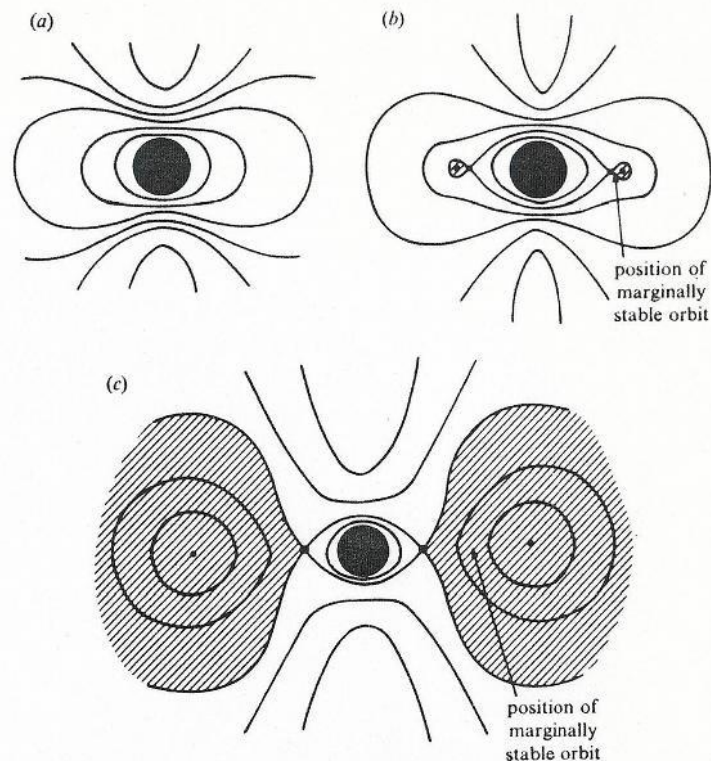 (a)
(b)
position of
marginally
stable orbit
(c)
position of
marginally
stable orbit